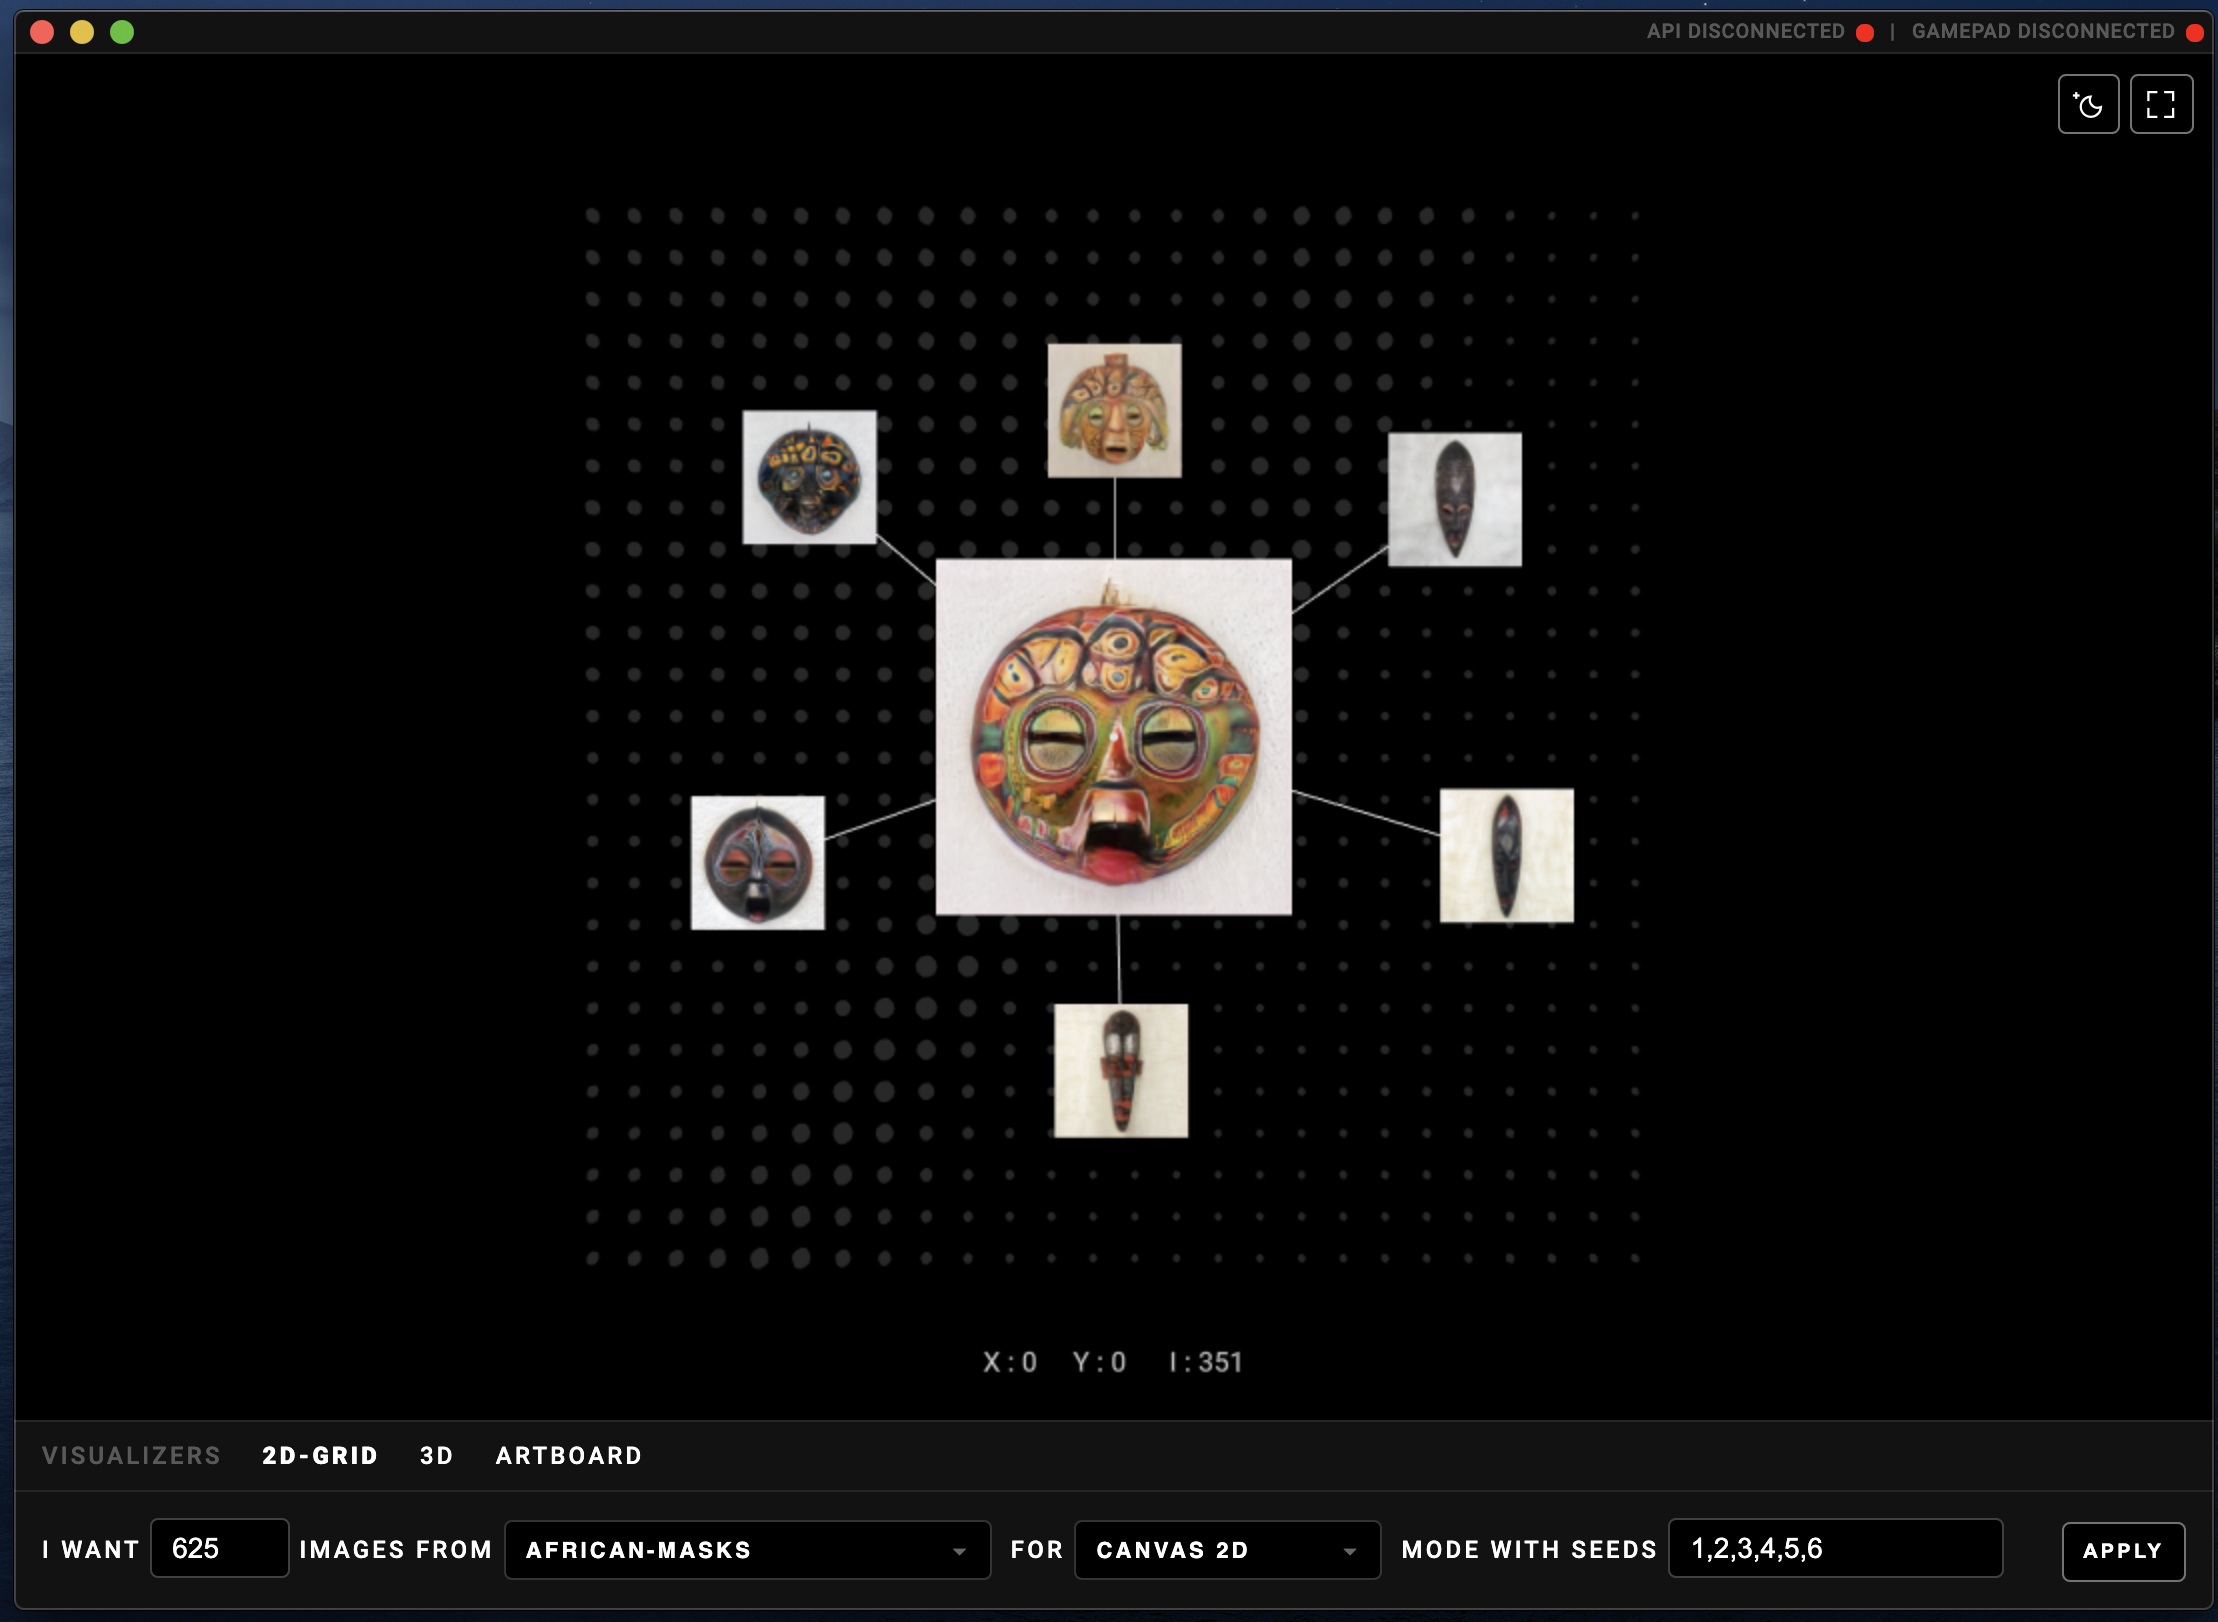 API DISCONNECTED | GAMEPAD DISCONNECTED
X : 0 Y : 0 I : 351
VISUALIZERS 2D-GRID 3D ARTBOARD
I WANT 625 IMAGES FROM AFRICAN-MASKS FOR CANVAS 2D MODE WITH SEEDS 1,2,3,4,5,6 APPLY